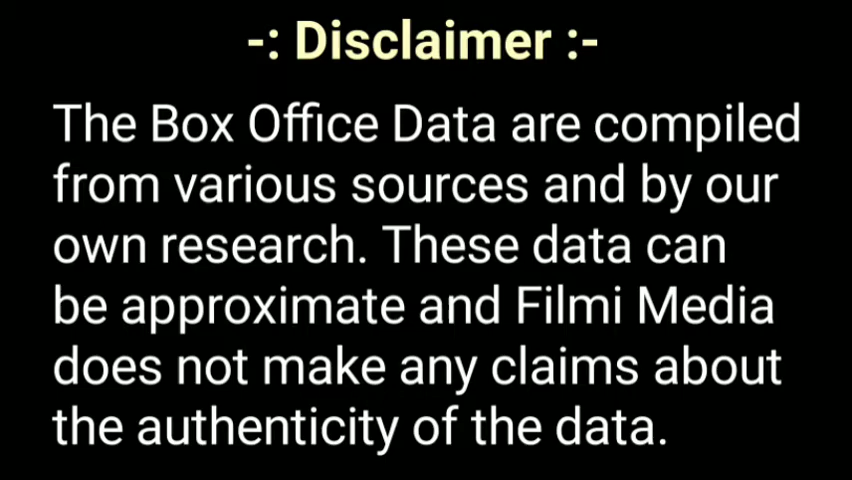 -: Disclaimer :-
The Box Office Data are compiled
from various sources and by our
own research. These data can
be approximate and Filmi Media
does not make any claims about
the authenticity of the data.